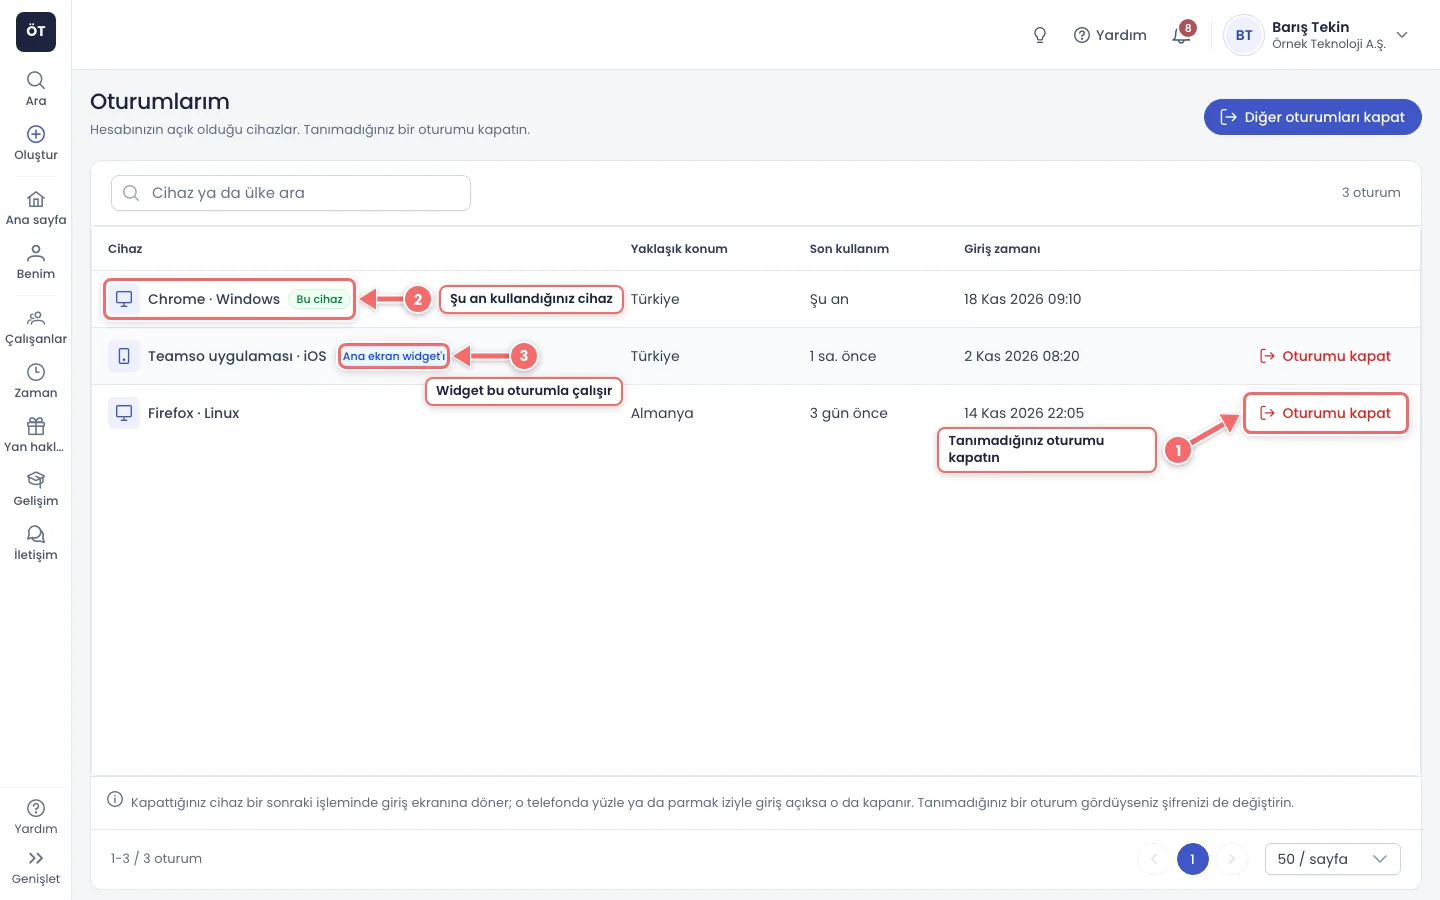 ÖT
Ara
Oluştur
Ana sayfa
Benim
Çalışanlar
Zaman
Yan hakl...
Gelişim
İletişim
Yardım
Genişlet
Yardım
8
BT
Barış Tekin
Örnek Teknoloji A.Ş.
Oturumlarım
Hesabınızın açık olduğu cihazlar. Tanımadığınız bir oturumu kapatın.
Diğer oturumları kapat
Cihaz ya da ülke ara
3 oturum
Cihaz Yaklaşık konum Son kullanım Giriş zamanı
Chrome · Windows Bu cihaz 2 Şu an kullandığınız cihaz Türkiye Şu an 18 Kas 2026 09:10
Teamso uygulaması · iOS Ana ekran widget'ı 3 Türkiye 1 sa. önce 2 Kas 2026 08:20 Oturumu kapat
Widget bu oturumla çalışır
Firefox · Linux Almanya 3 gün önce 14 Kas 2026 22:05 Oturumu kapat
Tanımadığınız oturumu
kapatın
1
Kapattığınız cihaz bir sonraki işleminde giriş ekranına döner; o telefonda yüzle ya da parmak iziyle giriş açıksa o da kapanır. Tanımadığınız bir oturum gördüyseniz şifrenizi de değiştirin.
1-3 / 3 oturum
1
50 / sayfa